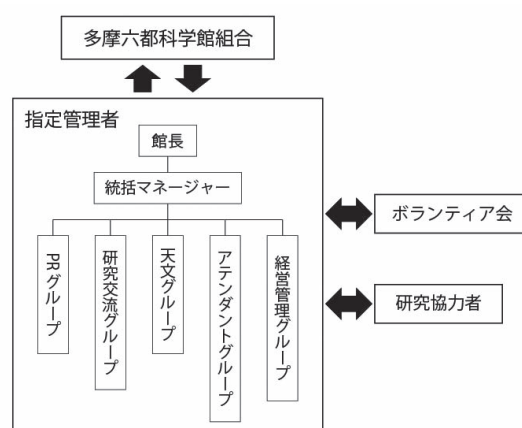 多摩六都科学館組合
指定管理者
館長
統括マネージャー
PRグループ
研究交流グループ
天文グループ
アテンダントグループ
経営管理グループ
ボランティア会
研究協力者